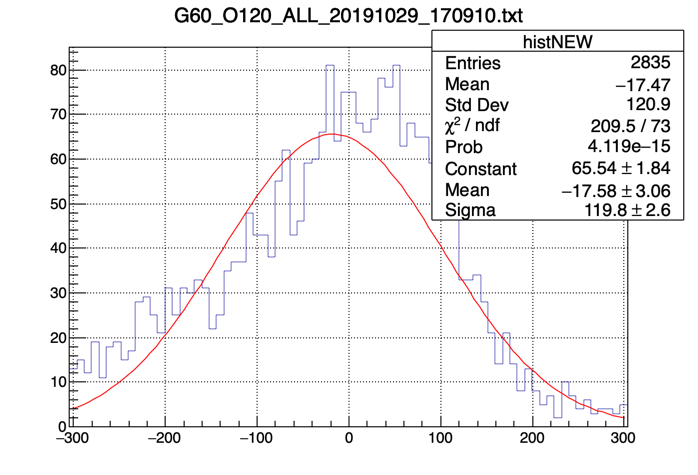 G60_O120_ALL_20191029_170910.txt
histNEW
Entries 2835
Mean −17.47
Std Dev 120.9
χ² / ndf 209.5 / 73
Prob 4.119e−15
Constant 65.54 ± 1.84
Mean −17.58 ± 3.06
Sigma 119.8 ± 2.6
80
70
60
50
40
30
20
10
0
−300 −200 −100 0 100 200 300